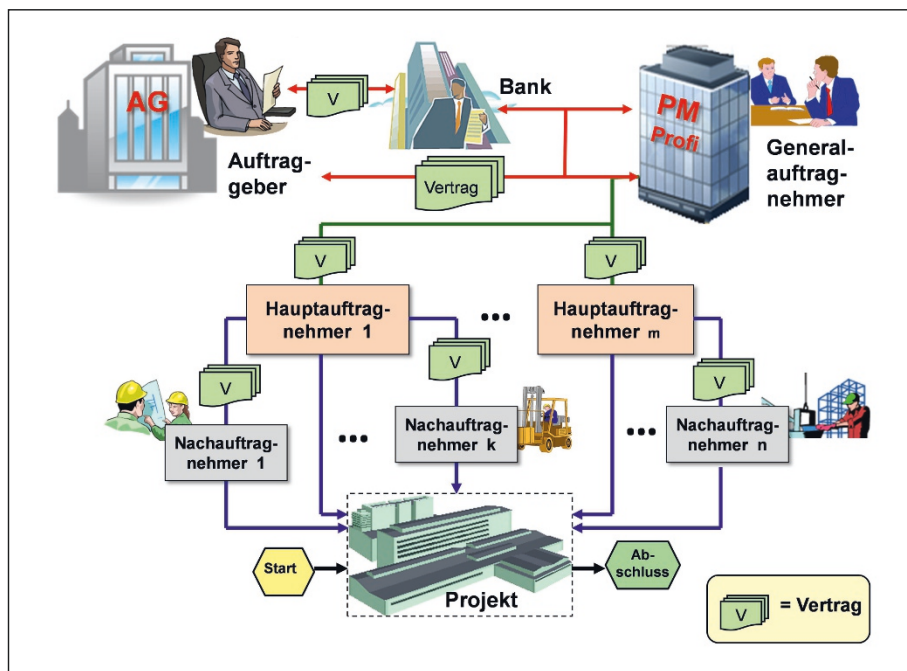 AG
V
Bank
PM
Profi
Auftrag-
geber
Vertrag
General-
auftrag-
nehmer
V
V
Hauptauftrag-
nehmer 1
...
Hauptauftrag-
nehmer m
V
V
V
Nachauftrag-
nehmer 1
...
Nachauftrag-
nehmer k
...
Nachauftrag-
nehmer n
Start
Projekt
Ab-
schluss
V = Vertrag